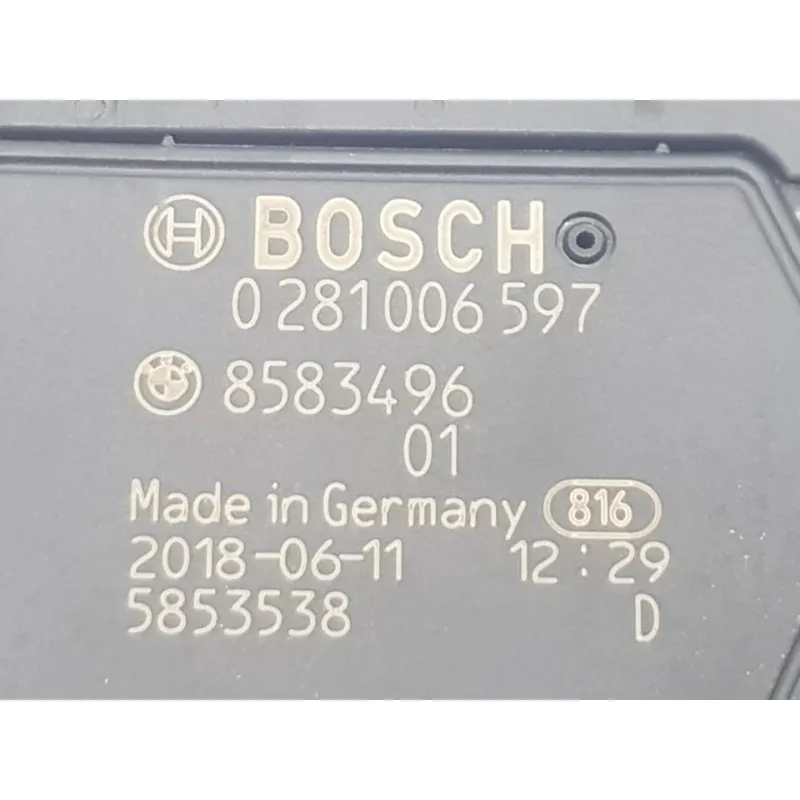 BOSCH
0 281 006 597
8583496
01
Made in Germany 816
2018-06-11 12:29
5853538 D